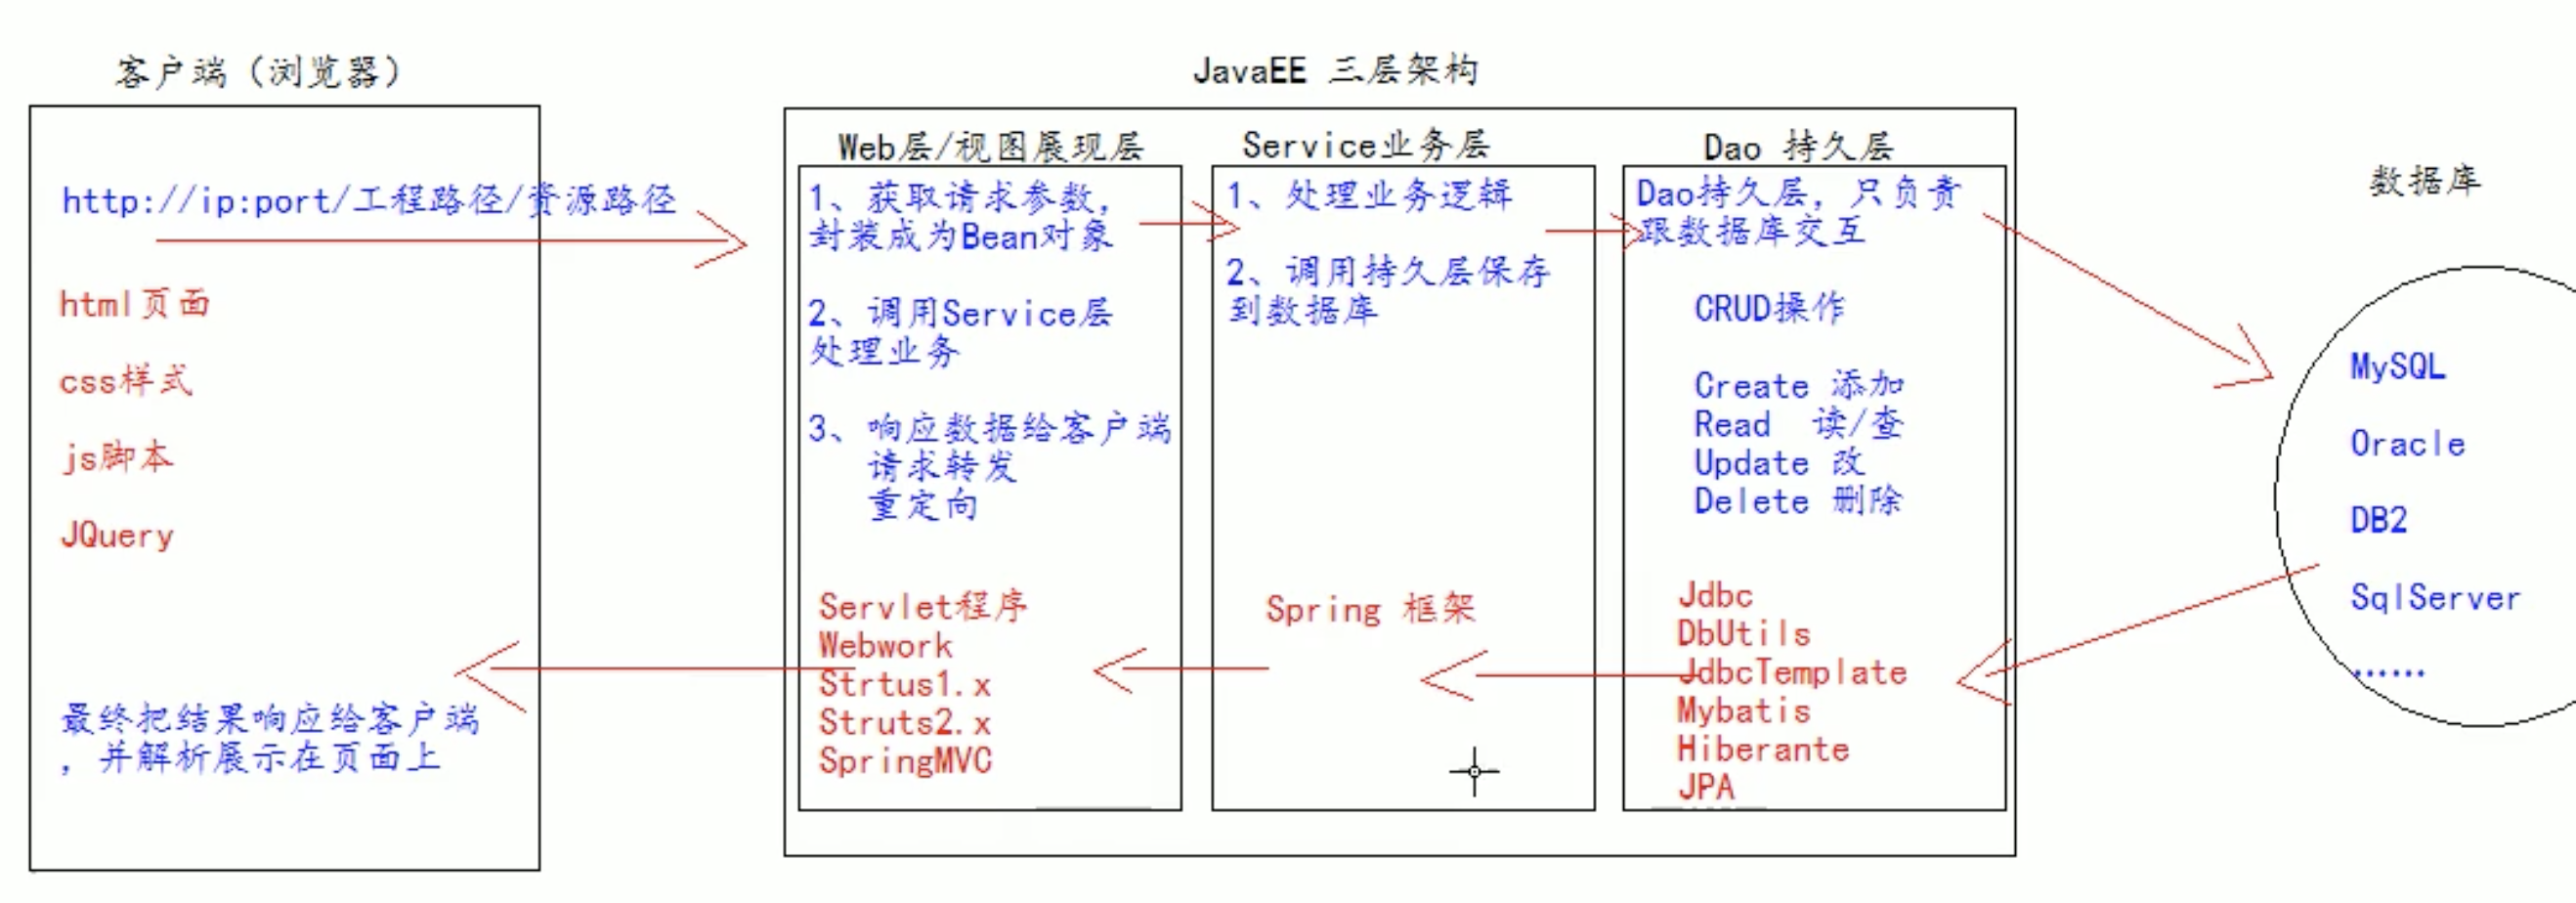 客户端（浏览器）
http://ip:port/工程路径/资源路径
html页面
css样式
js脚本
JQuery
最终把结果响应给客户端
，并解析展示在页面上
JavaEE 三层架构
Web层/视图展现层
1、获取请求参数，
封装成为Bean对象
2、调用Service层
处理业务
3、响应数据给客户端
请求转发
重定向
Servlet程序
Webwork
Strtus1.x
Struts2.x
SpringMVC
Service业务层
1、处理业务逻辑
2、调用持久层保存
到数据库
Spring 框架
Dao 持久层
Dao持久层，只负责
跟数据库交互
CRUD操作
Create 添加
Read 读/查
Update 改
Delete 删除
Jdbc
DbUtils
JdbcTemplate
Mybatis
Hiberante
JPA
数据库
MySQL
Oracle
DB2
SqlServer
......